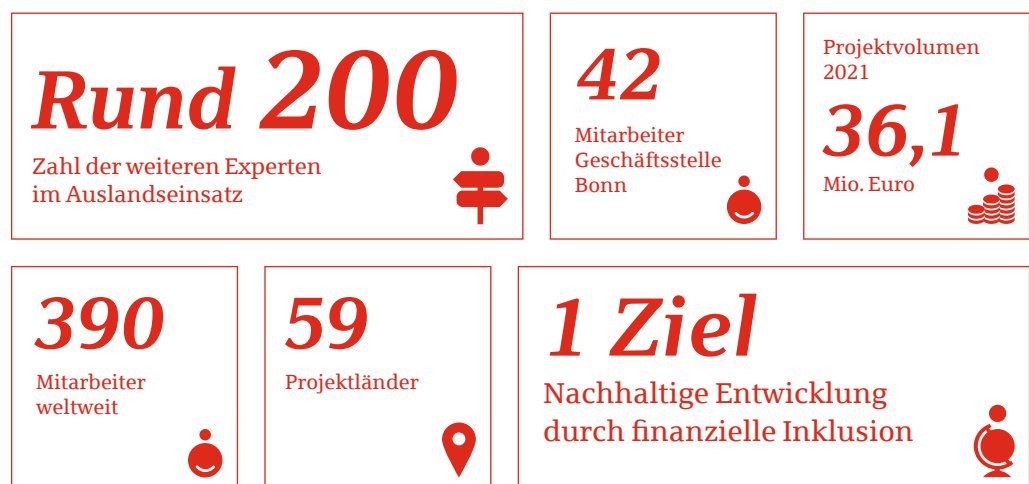 Rund 200
Zahl der weiteren Experten
im Auslandseinsatz
42
Mitarbeiter
Geschäftsstelle
Bonn
Projektvolumen
2021
36,1
Mio. Euro
390
Mitarbeiter
weltweit
59
Projektländer
1 Ziel
Nachhaltige Entwicklung
durch finanzielle Inklusion